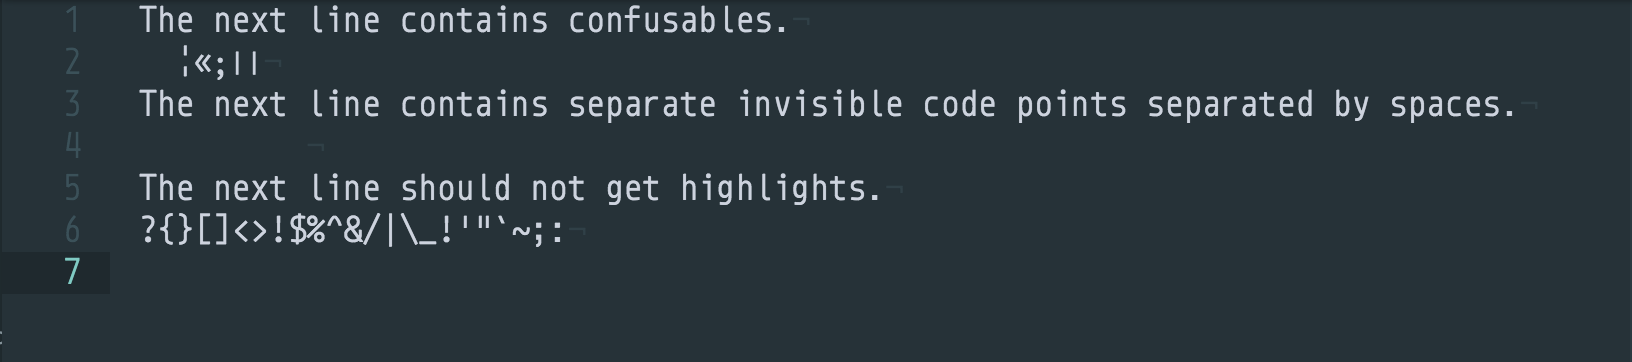 1 The next line contains confusables.¬
2 ¦«;||¬
3 The next line contains separate invisible code points separated by spaces.¬
4 ¬
5 The next line should not get highlights.¬
6 ?{}[]<>!$%^&/|\_!'"`~;:¬
7